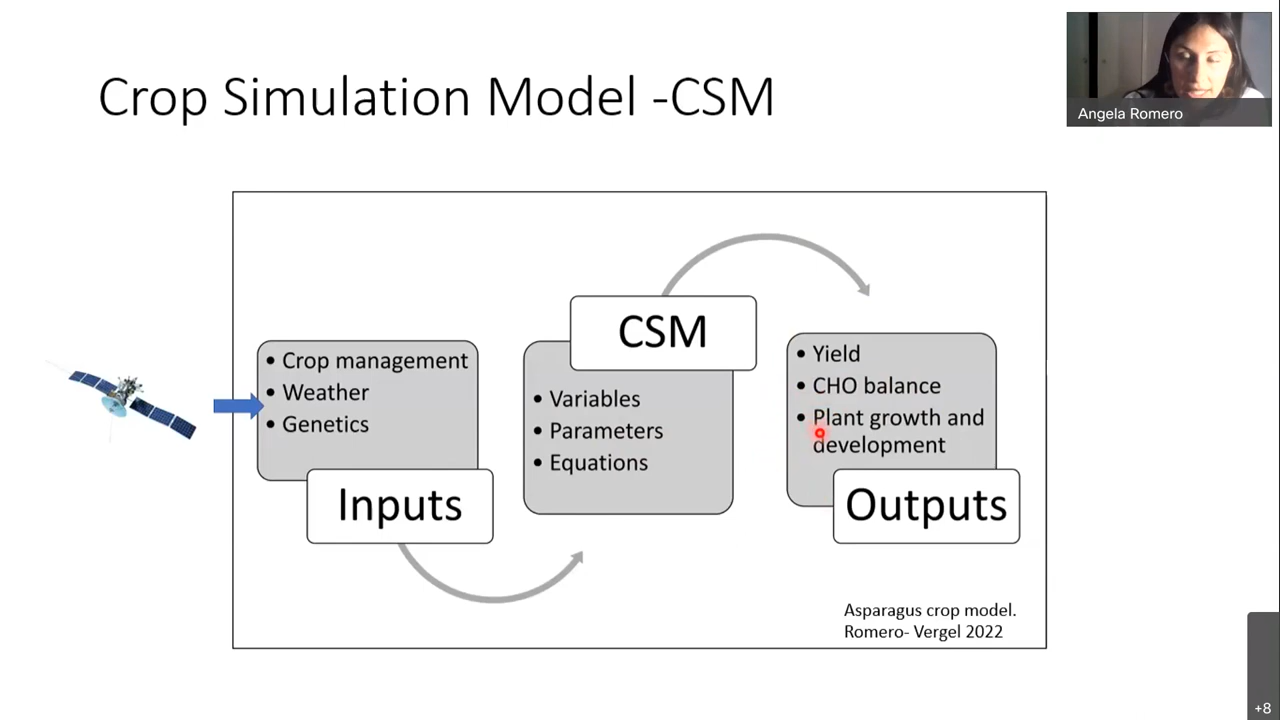 Crop Simulation Model -CSM
Angela Romero
• Crop management
• Weather
• Genetics
Inputs
CSM
• Variables
• Parameters
• Equations
• Yield
• CHO balance
• Plant growth and
development
Outputs
Asparagus crop model.
Romero- Vergel 2022
+8